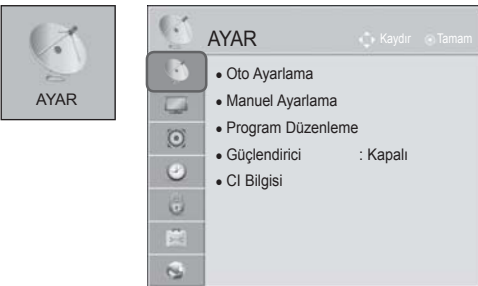 AYAR
AYAR Kaydır Tamam
• Oto Ayarlama
• Manuel Ayarlama
• Program Düzenleme
• Güçlendirici : Kapalı
• CI Bilgisi